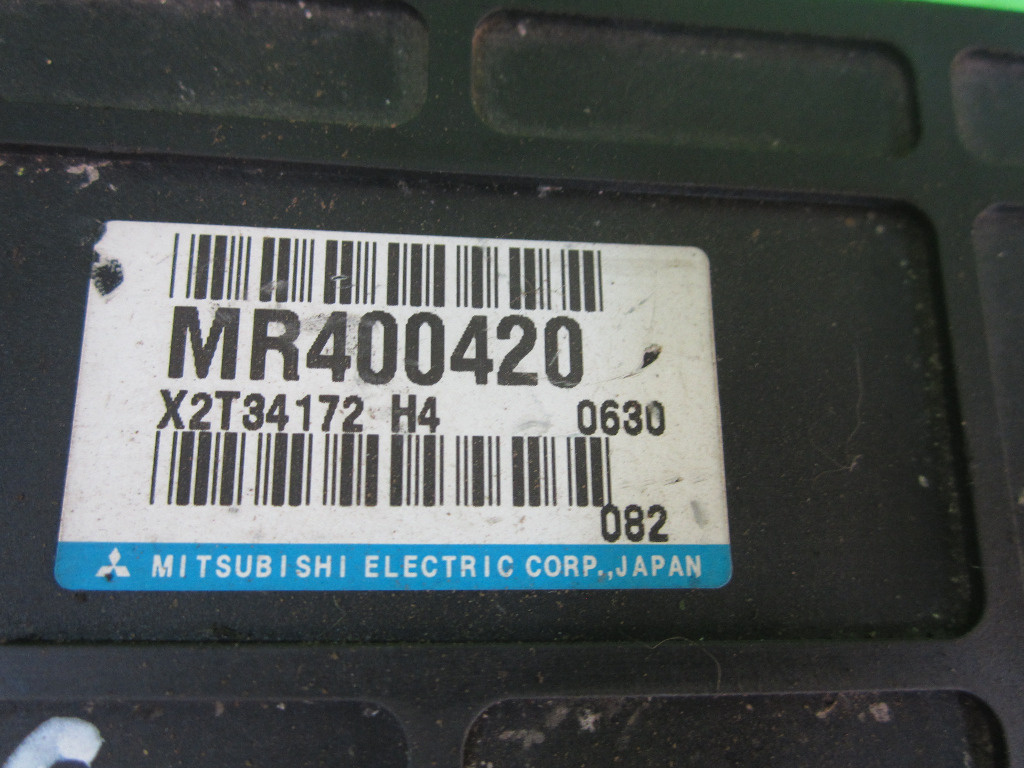 MR400420
X2T34172 H4 0630
082
MITSUBISHI ELECTRIC CORP.,JAPAN